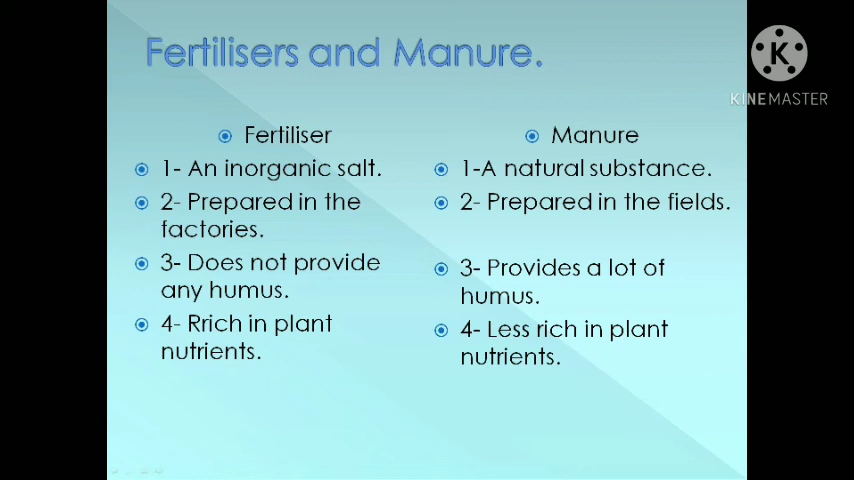 Fertilisers and Manure.
K
KINEMASTER
Fertiliser
1- An inorganic salt.
2- Prepared in the
factories.
3- Does not provide
any humus.
4- Rrich in plant
nutrients.
Manure
1-A natural substance.
2- Prepared in the fields.
3- Provides a lot of
humus.
4- Less rich in plant
nutrients.